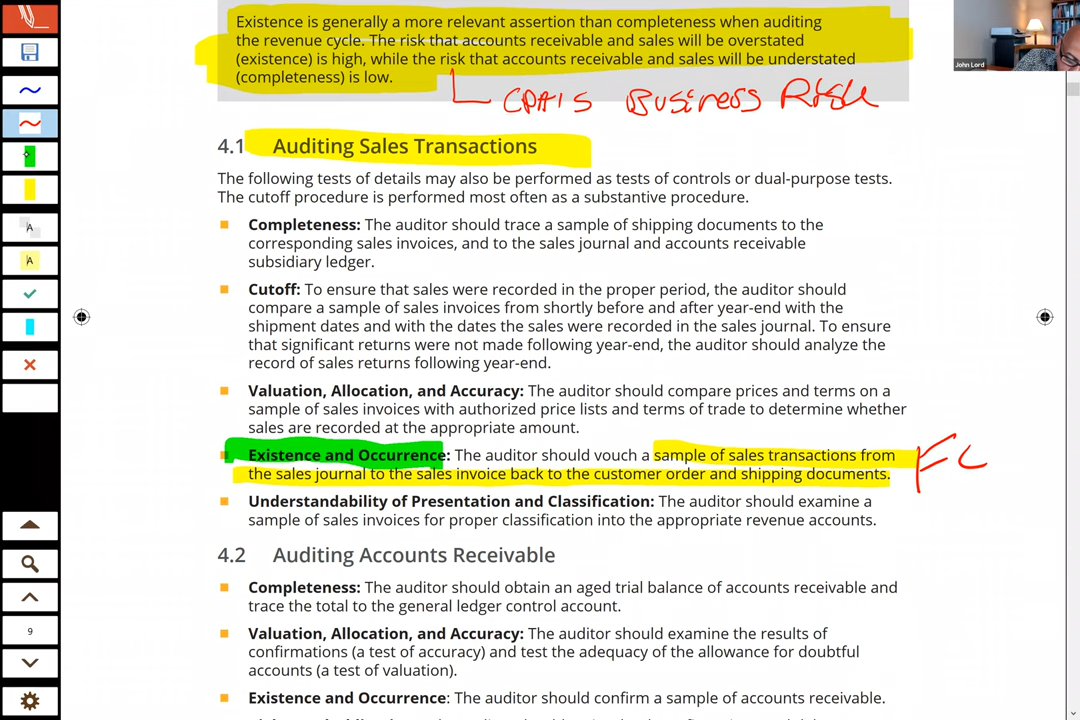 Existence is generally a more relevant assertion than completeness when auditing
the revenue cycle. The risk that accounts receivable and sales will be overstated
(existence) is high, while the risk that accounts receivable and sales will be understated
(completeness) is low.
CPA's Business Risk
John Lord
4.1 Auditing Sales Transactions
The following tests of details may also be performed as tests of controls or dual-purpose tests.
The cutoff procedure is performed most often as a substantive procedure.
Completeness: The auditor should trace a sample of shipping documents to the
corresponding sales invoices, and to the sales journal and accounts receivable
subsidiary ledger.
Cutoff: To ensure that sales were recorded in the proper period, the auditor should
compare a sample of sales invoices from shortly before and after year-end with the
shipment dates and with the dates the sales were recorded in the sales journal. To ensure
that significant returns were not made following year-end, the auditor should analyze the
record of sales returns following year-end.
Valuation, Allocation, and Accuracy: The auditor should compare prices and terms on a
sample of sales invoices with authorized price lists and terms of trade to determine whether
sales are recorded at the appropriate amount.
Existence and Occurrence: The auditor should vouch a sample of sales transactions from
the sales journal to the sales invoice back to the customer order and shipping documents.
Understandability of Presentation and Classification: The auditor should examine a
sample of sales invoices for proper classification into the appropriate revenue accounts.
4.2 Auditing Accounts Receivable
Completeness: The auditor should obtain an aged trial balance of accounts receivable and
trace the total to the general ledger control account.
Valuation, Allocation, and Accuracy: The auditor should examine the results of
confirmations (a test of accuracy) and test the adequacy of the allowance for doubtful
accounts (a test of valuation).
Existence and Occurrence: The auditor should confirm a sample of accounts receivable.
A
A
9